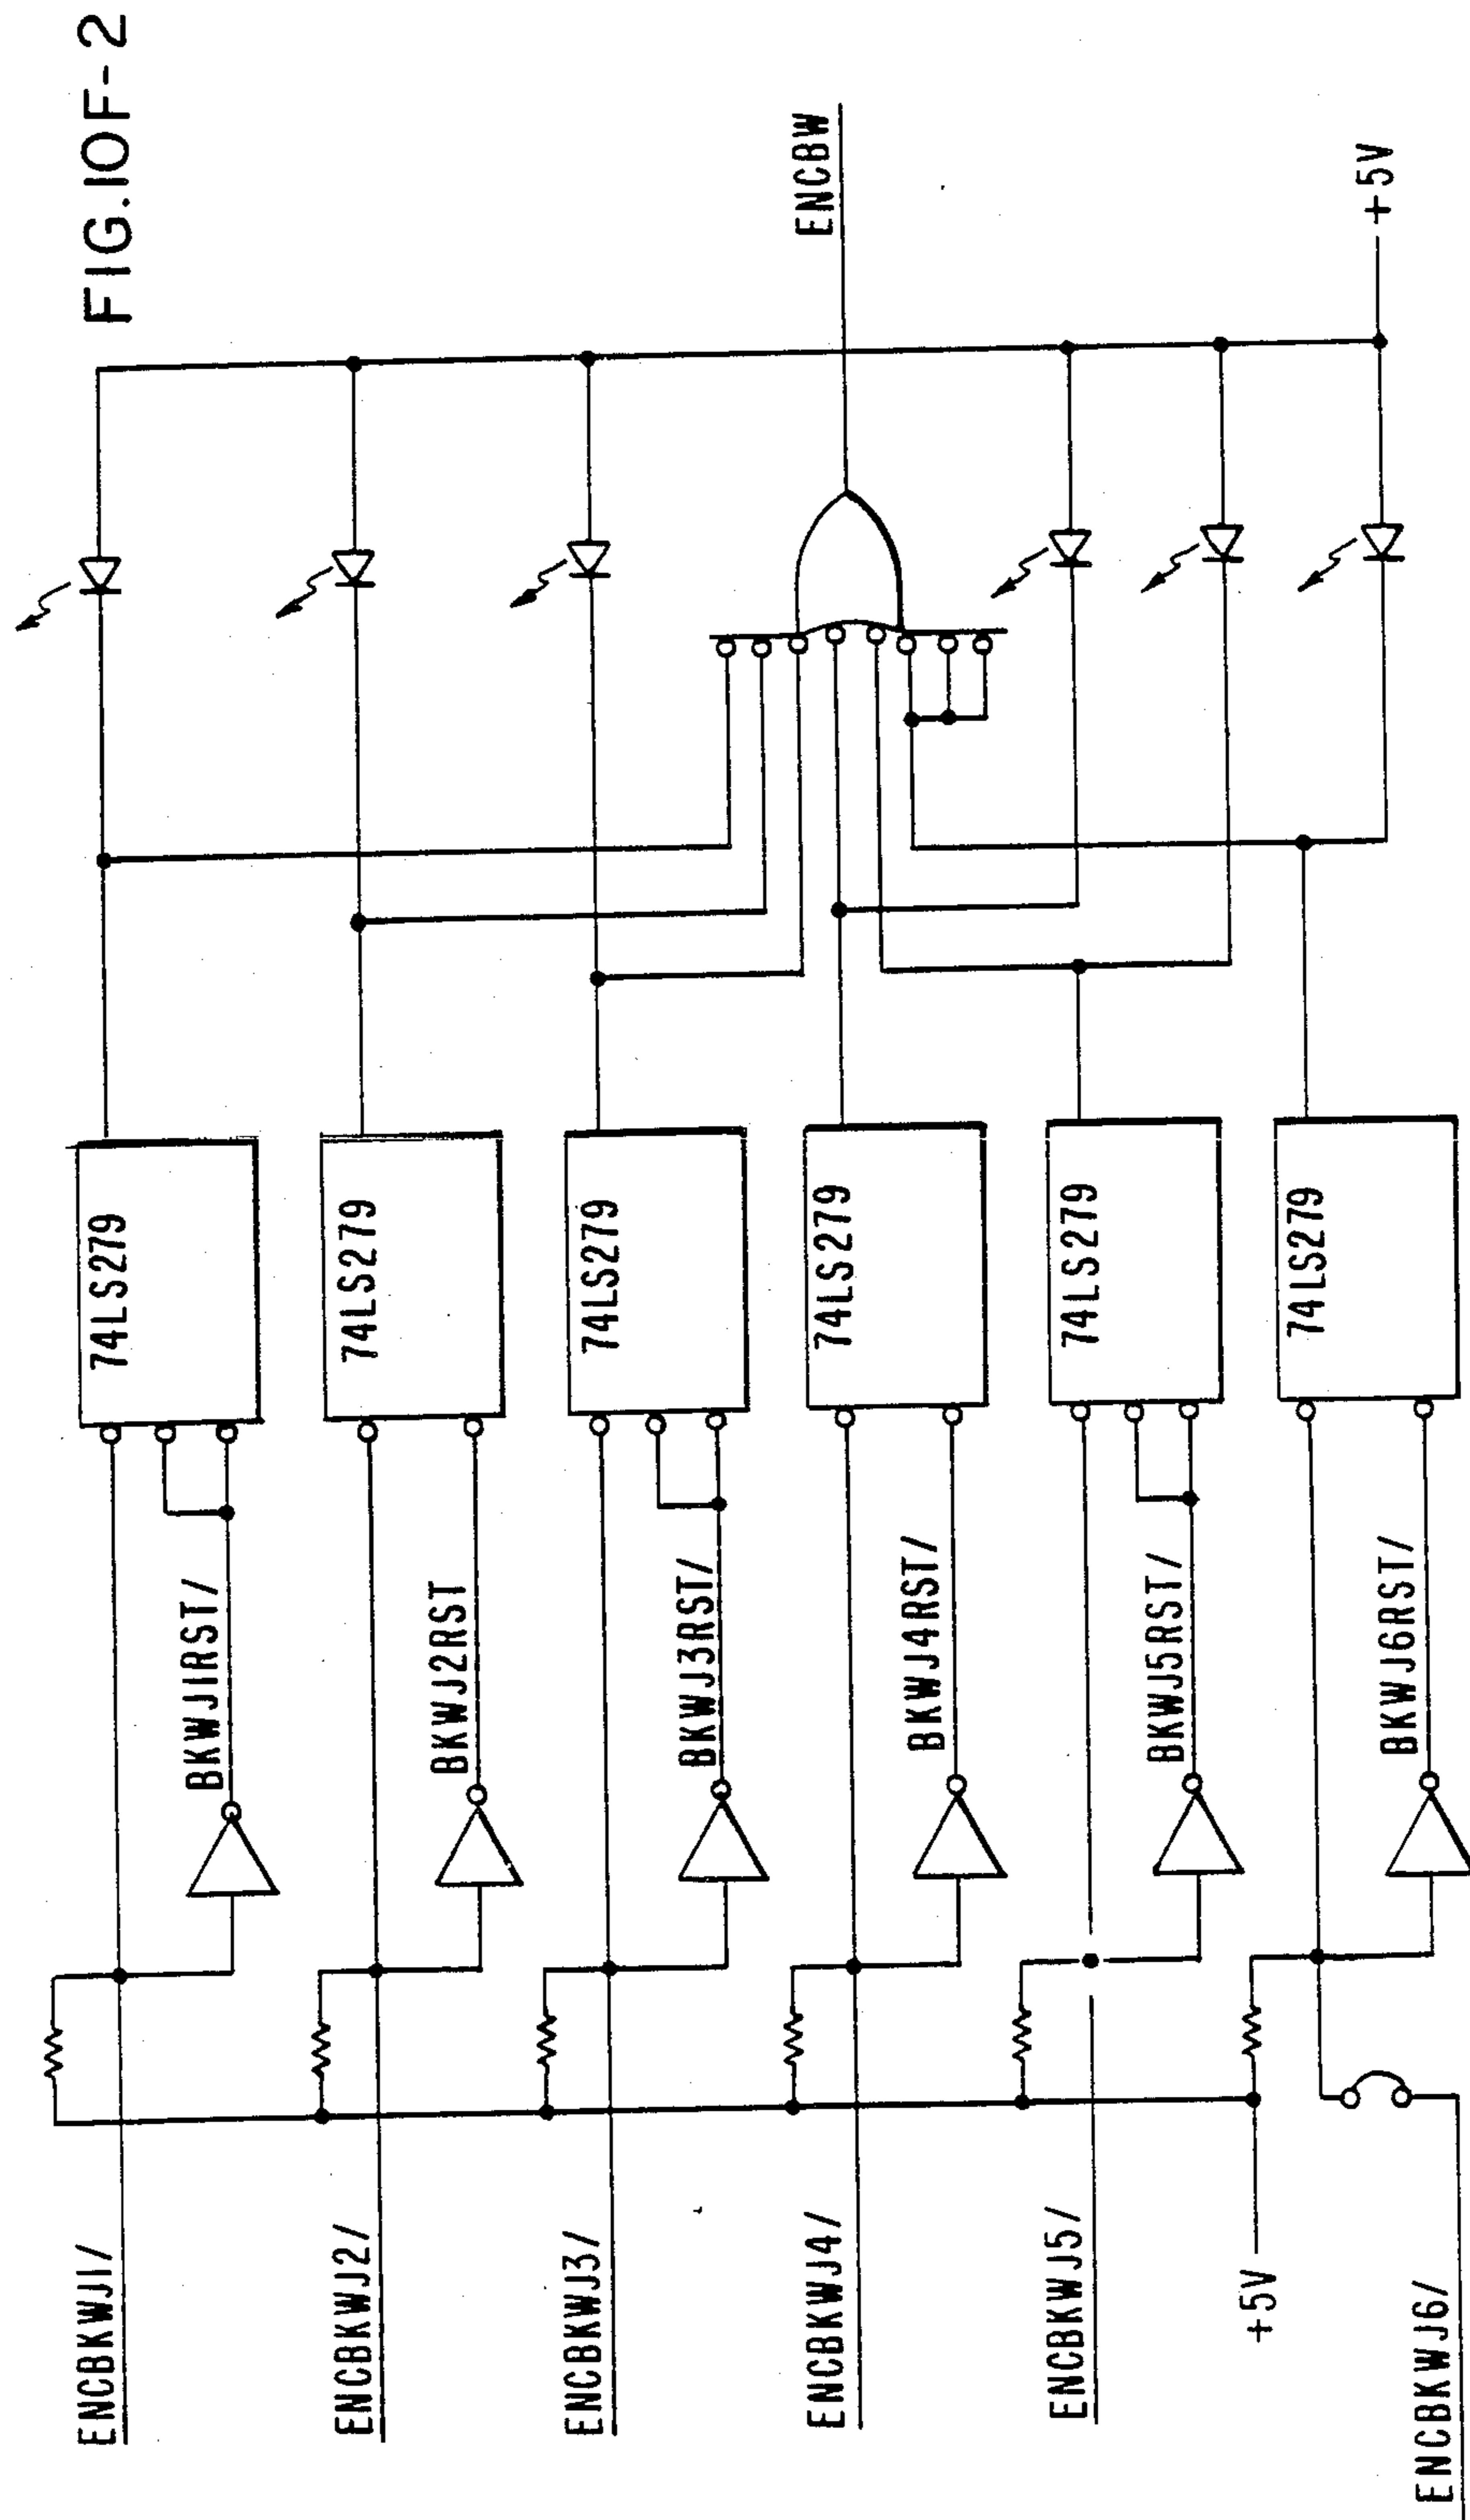 FIG.10F-2
ENCBKWJ1/
BKWJ1RST/
74LS279
ENCBKWJ2/
BKWJ2RST
74LS279
ENCBKWJ3/
BKWJ3RST/
74LS279
ENCBW
ENCBKWJ4/
BKWJ4RST/
74LS279
ENCBKWJ5/
BKWJ5RST/
74LS279
+5V
+5V
ENCBKWJ6/
BKWJ6RST/
74LS279